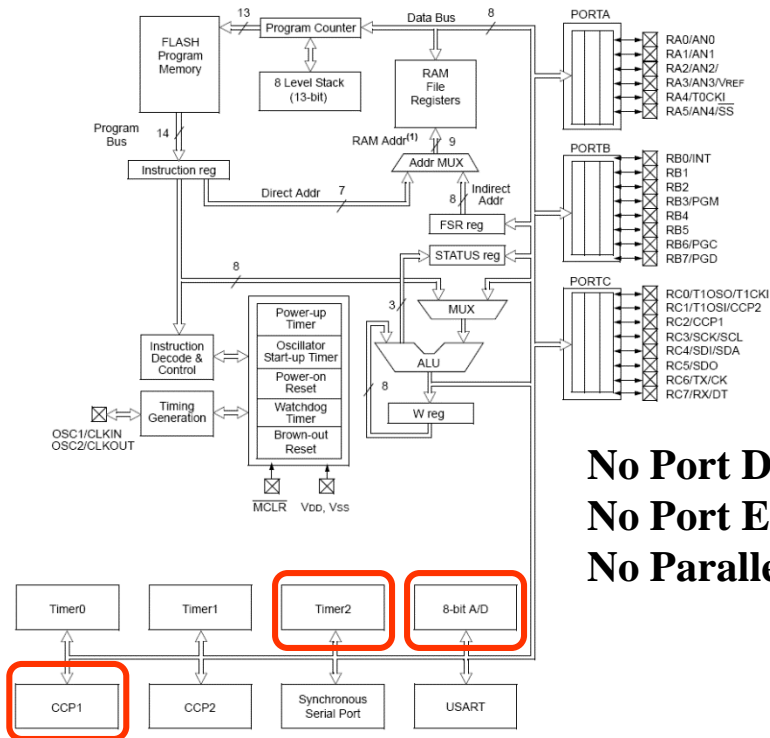 13
Data Bus
8
PORTA
FLASH
Program
Memory
Program Counter
8 Level Stack
(13-bit)
RAM
File
Registers
RA0/AN0
RA1/AN1
RA2/AN2/
RA3/AN3/VREF
RA4/T0CKI
RA5/AN4/SS
Program
Bus
14
RAM Addr(1)
9
Addr MUX
Instruction reg
Direct Addr
7
8
Indirect
Addr
FSR reg
STATUS reg
PORTB
RB0/INT
RB1
RB2
RB3/PGM
RB4
RB5
RB6/PGC
RB7/PGD
8
3
MUX
ALU
8
W reg
PORTC
RC0/T1OSO/T1CKI
RC1/T1OSI/CCP2
RC2/CCP1
RC3/SCK/SCL
RC4/SDI/SDA
RC5/SDO
RC6/TX/CK
RC7/RX/DT
Instruction
Decode &
Control
Timing
Generation
OSC1/CLKIN
OSC2/CLKOUT
Power-up
Timer
Oscillator
Start-up Timer
Power-on
Reset
Watchdog
Timer
Brown-out
Reset
MCLR
VDD, VSS
No Port D
No Port E
No Paralle
Timer0
Timer1
Timer2
8-bit A/D
CCP1
CCP2
Synchronous
Serial Port
USART